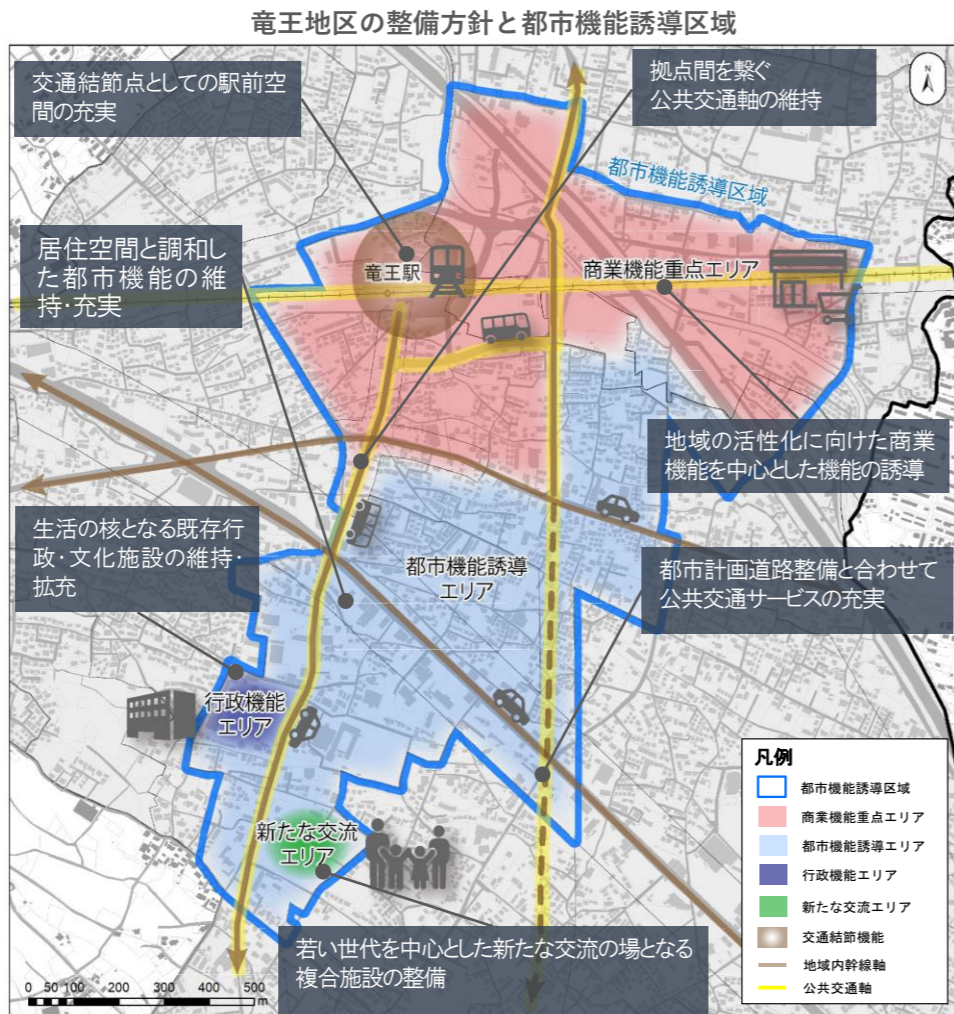 竜王地区の整備方針と都市機能誘導区域
交通結節点としての駅前空
間の充実
拠点間を繋ぐ
公共交通軸の維持
N
都市機能誘導区域
居住空間と調和し
た都市機能の維
持・充実
竜王駅
商業機能重点エリア
地域の活性化に向けた商業
機能を中心とした機能の誘導
生活の核となる既存行
政・文化施設の維持・
拡充
都市機能誘導
エリア
都市計画道路整備と合わせて
公共交通サービスの充実
行政機能
エリア
新たな交流
エリア
若い世代を中心とした新たな交流の場となる
複合施設の整備
凡例
都市機能誘導区域
商業機能重点エリア
都市機能誘導エリア
行政機能エリア
新たな交流エリア
交通結節機能
地域内幹線軸
公共交通軸
0 50 100 200 300 400 500
m